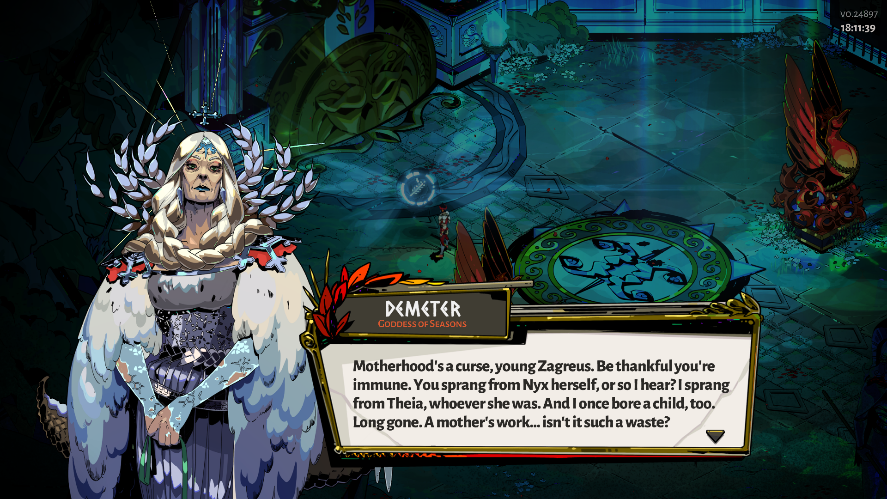 v0.24897
18:11:39
DEMETER
GODDESS OF SEASONS
Motherhood's a curse, young Zagreus. Be thankful you're
immune. You sprang from Nyx herself, or so I hear? I sprang
from Theia, whoever she was. And I once bore a child, too.
Long gone. A mother's work... isn't it such a waste?